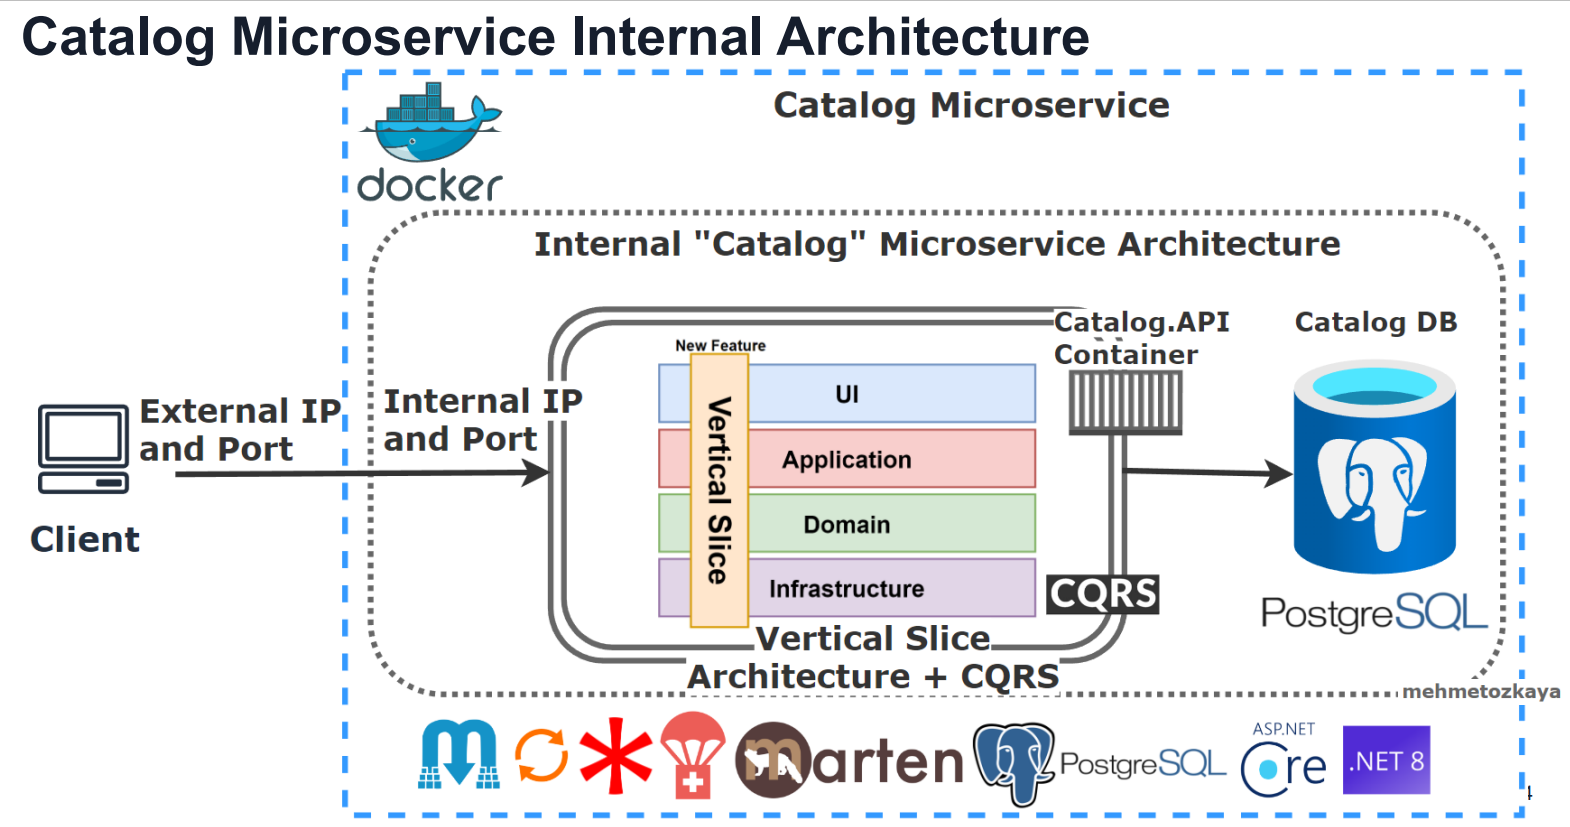 Catalog Microservice Internal Architecture
Catalog Microservice
docker
Internal "Catalog" Microservice Architecture
Catalog.API
Container
Catalog DB
New Feature
UI
Application
Domain
Infrastructure
Vertical Slice
External IP
and Port
Internal IP
and Port
Client
CQRS
PostgreSQL
Vertical Slice
Architecture + CQRS
mehmetozkaya
marten
PostgreSQL
ASP.NET
Core
.NET 8
4